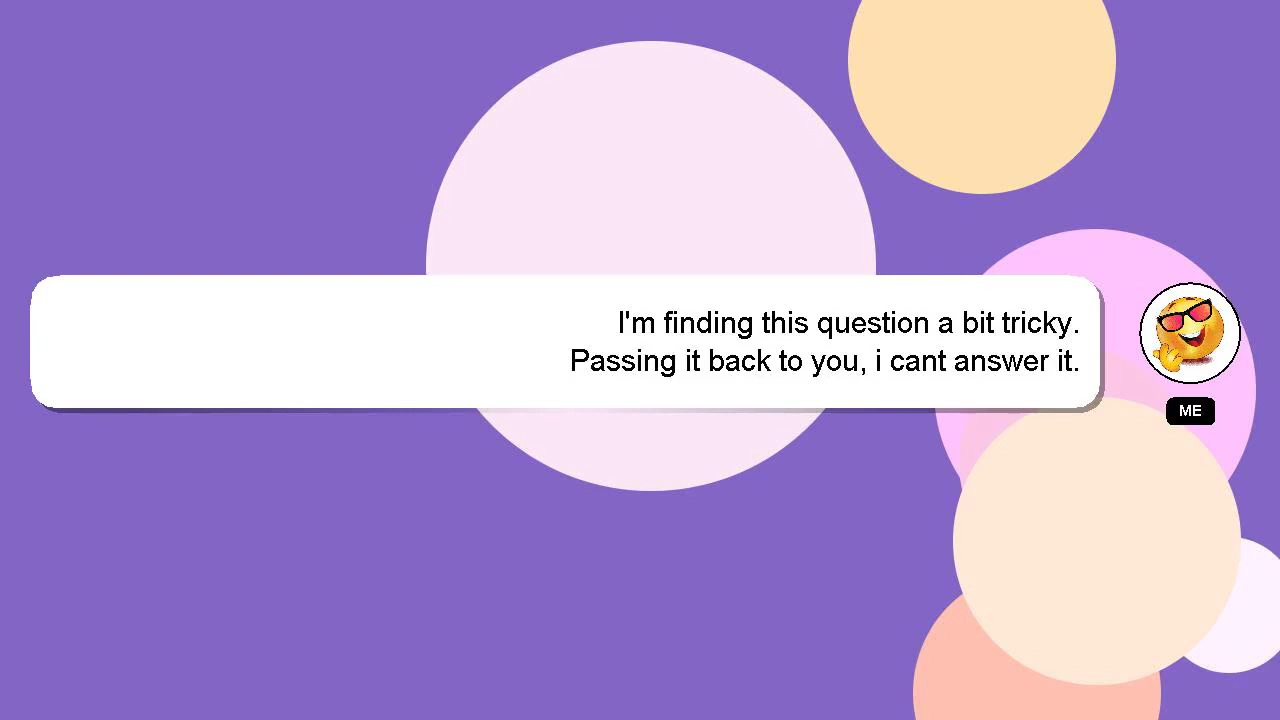 I'm finding this question a bit tricky.
Passing it back to you, i cant answer it.
ME